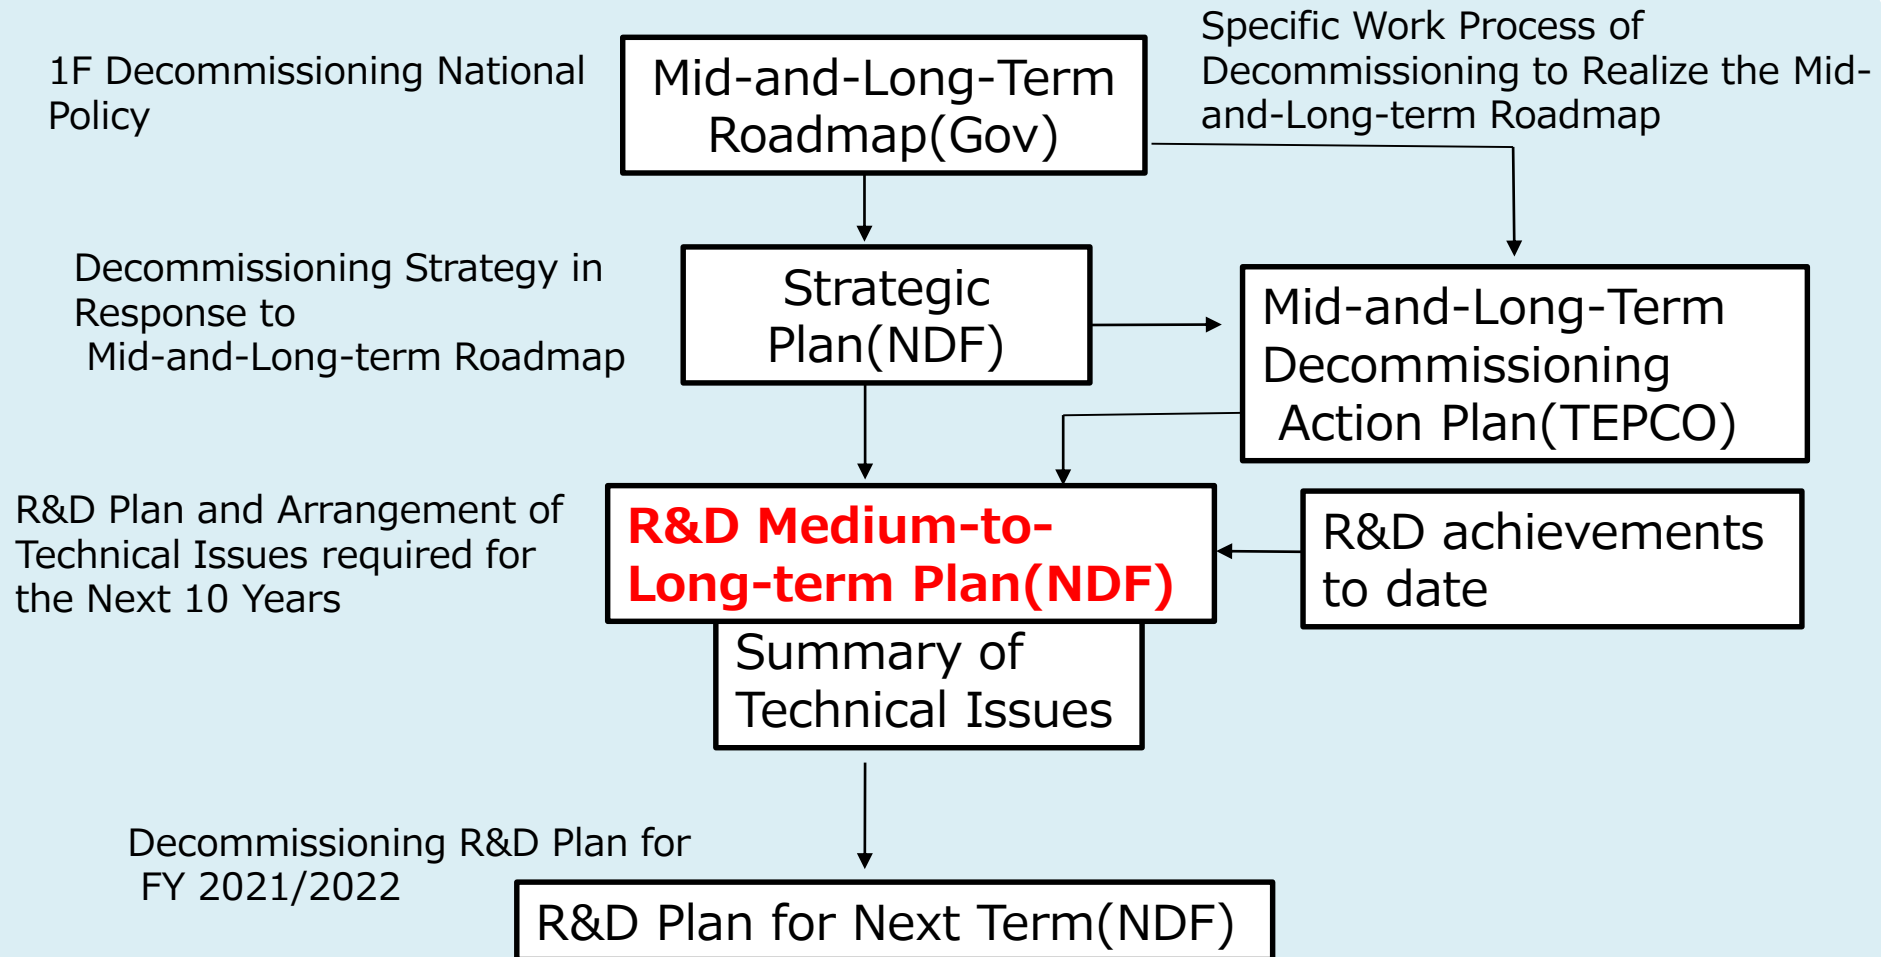 1F Decommissioning National
Policy
Mid-and-Long-Term
Roadmap(Gov)
Specific Work Process of
Decommissioning to Realize the Mid-
and-Long-term Roadmap
Decommissioning Strategy in
Response to
Mid-and-Long-term Roadmap
Strategic
Plan(NDF)
Mid-and-Long-Term
Decommissioning
Action Plan(TEPCO)
R&D Plan and Arrangement of
Technical Issues required for
the Next 10 Years
R&D Medium-to-
Long-term Plan(NDF)
R&D achievements
to date
Summary of
Technical Issues
Decommissioning R&D Plan for
FY 2021/2022
R&D Plan for Next Term(NDF)